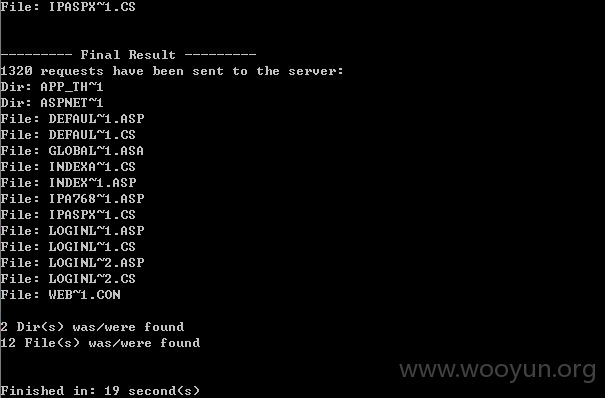 File: IPASPX~1.CS
--------- Final Result ---------
1320 requests have been sent to the server:
Dir: APP_TH~1
Dir: ASPNET~1
File: DEFAUL~1.ASP
File: DEFAUL~1.CS
File: GLOBAL~1.ASA
File: INDEXA~1.CS
File: INDEX~1.ASP
File: IPA768~1.ASP
File: IPASPX~1.CS
File: LOGINL~1.ASP
File: LOGINL~1.CS
File: LOGINL~2.ASP
File: LOGINL~2.CS
File: WEB~1.CON
2 Dir(s) was/were found
12 File(s) was/were found
www.wooyun.org
Finished in: 19 second(s)